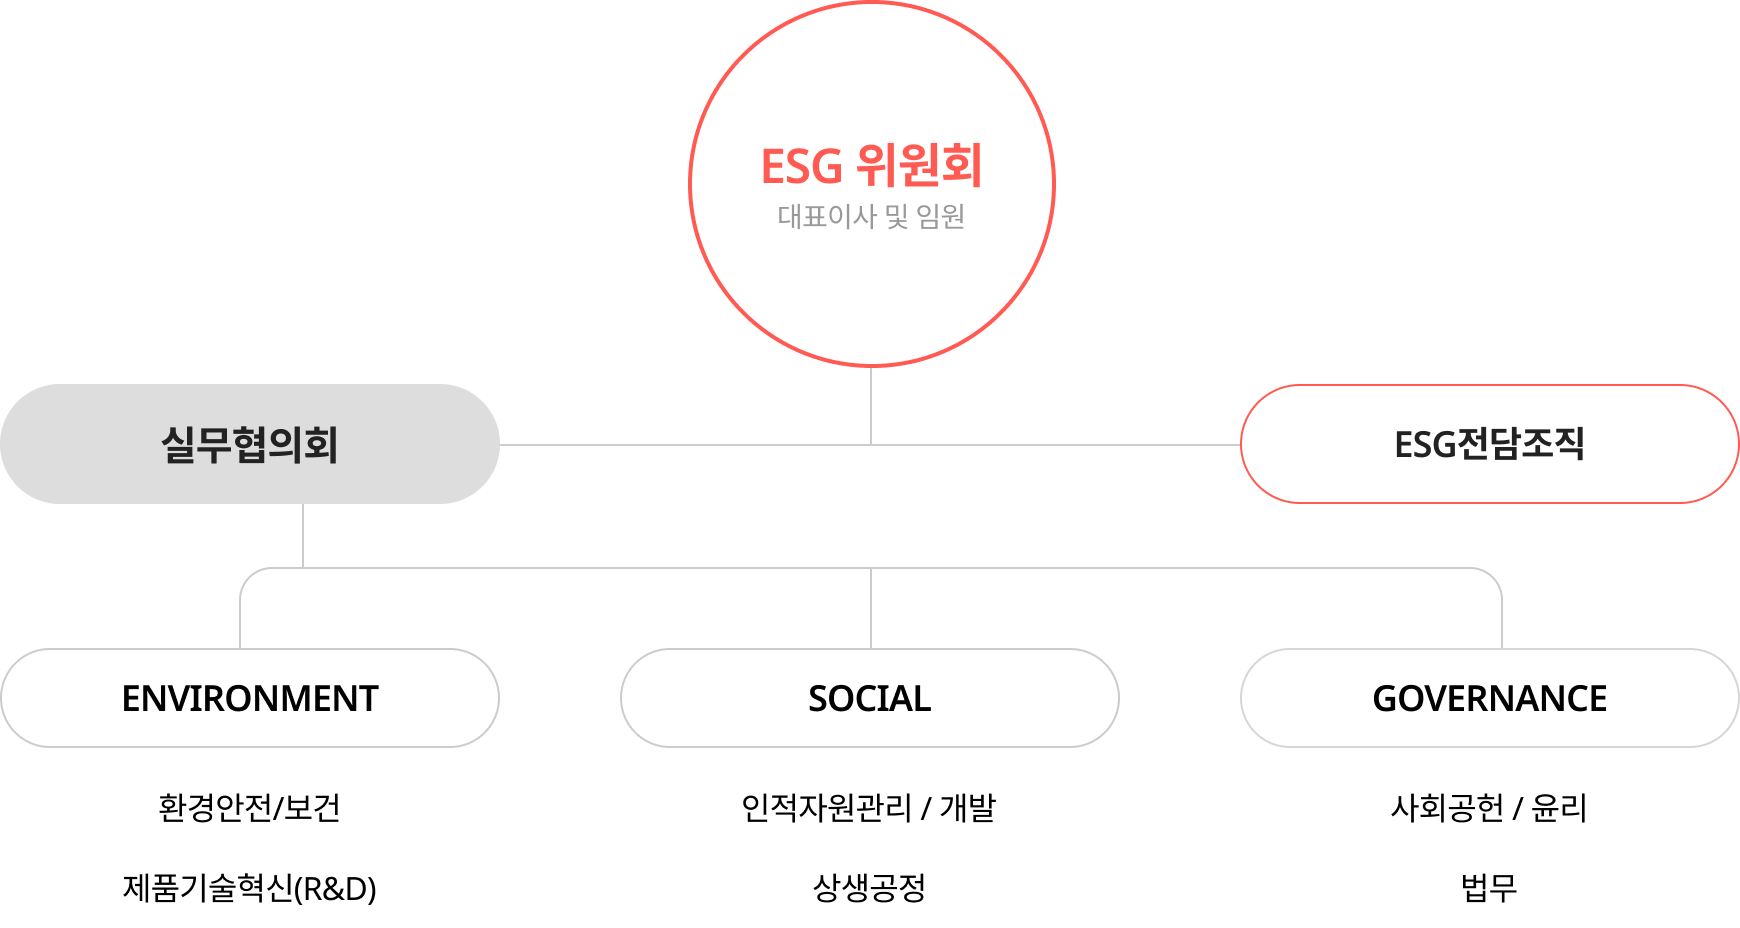 ESG 위원회
대표이사 및 임원
실무협의회
ESG전담조직
ENVIRONMENT
SOCIAL
GOVERNANCE
환경안전/보건
인적자원관리 / 개발
사회공헌 / 윤리
제품기술혁신(R&D)
상생공정
법무